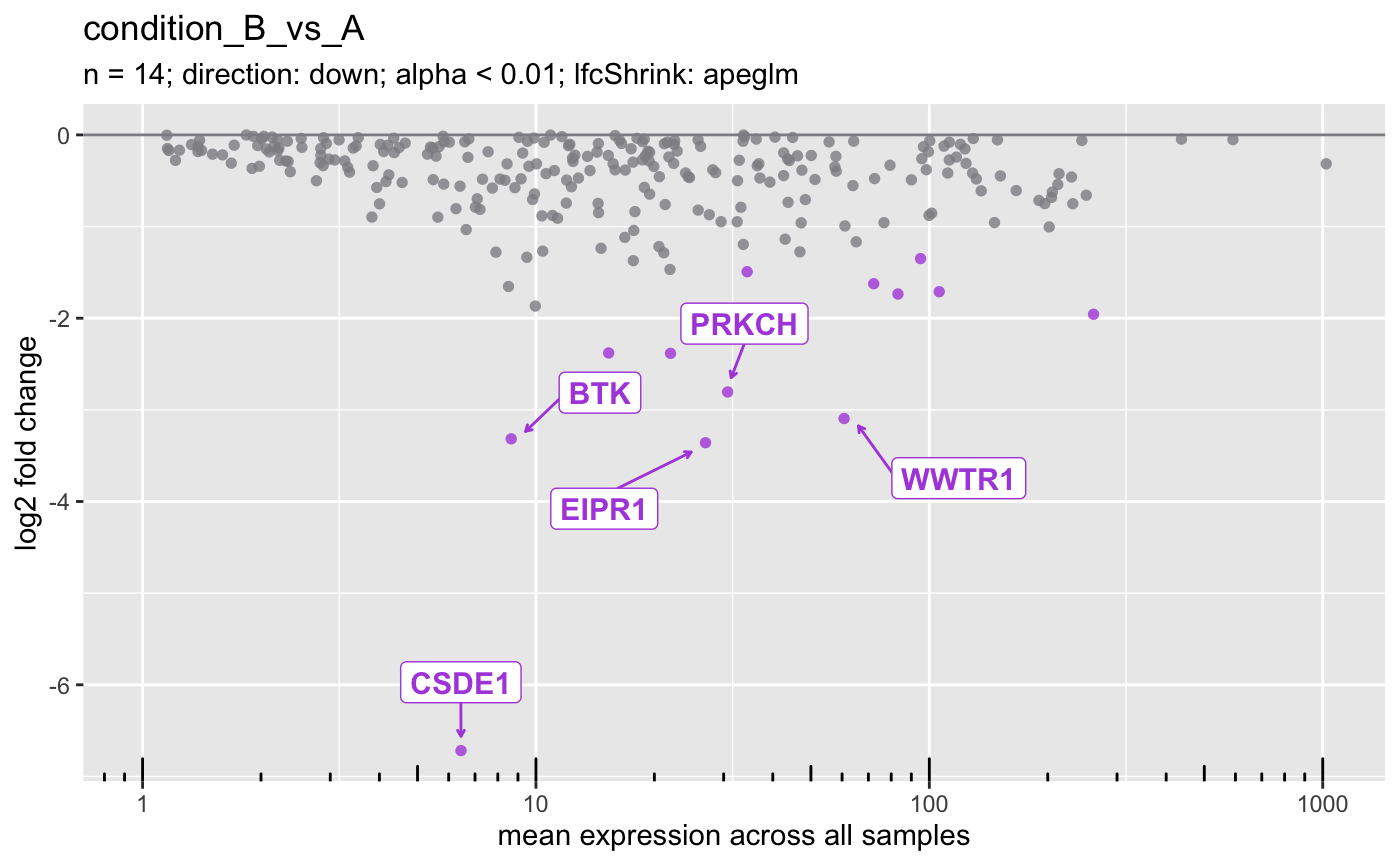 condition_B_vs_A
n = 14; direction: down; alpha < 0.01; lfcShrink: apeglm
log2 fold change
0
-2
-4
-6
PRKCH
BTK
WWTR1
EIPR1
CSDE1
1
10
100
1000
mean expression across all samples